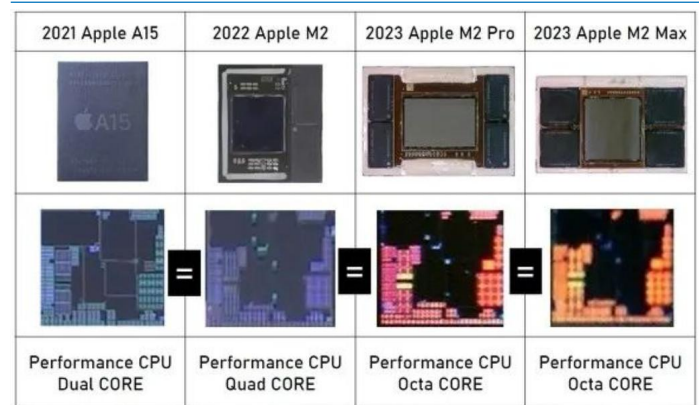 2021 Apple A15
2022 Apple M2
2023 Apple M2 Pro
2023 Apple M2 Max
A15
=
=
=
Performance CPU
Dual CORE
Performance CPU
Quad CORE
Performance CPU
Octa CORE
Performance CPU
Octa CORE